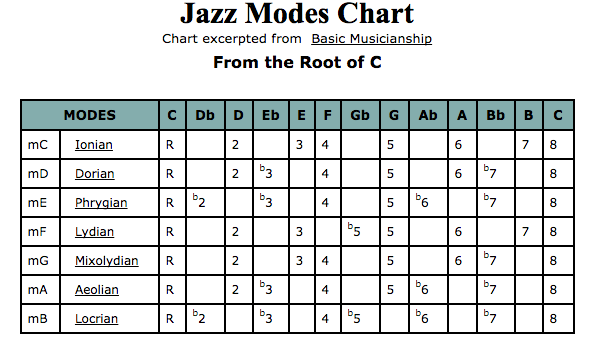 Jazz Modes Chart
Chart excerpted from Basic Musicianship
From the Root of C
MODES C Db D Eb E F Gb G Ab A Bb B C
mC Ionian R 2 3 4 5 6 7 8
mD Dorian R 2 b3 4 5 6 b7 8
mE Phrygian R b2 b3 4 5 b6 b7 8
mF Lydian R 2 3 b5 5 6 7 8
mG Mixolydian R 2 3 4 5 6 b7 8
mA Aeolian R 2 b3 4 5 b6 b7 8
mB Locrian R b2 b3 4 b5 b6 b7 8